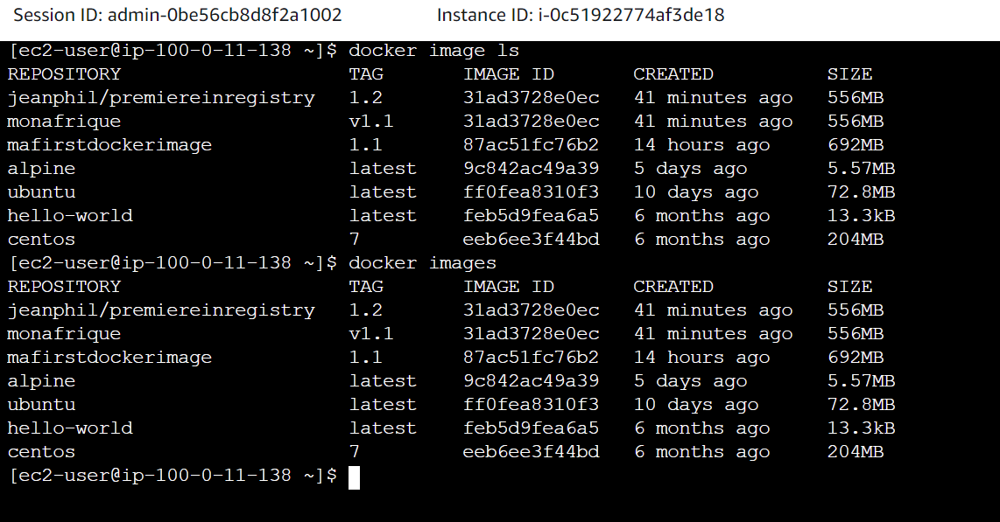 Session ID: admin-0be56cb8d8f2a1002 Instance ID: i-0c51922774af3de18
[ec2-user@ip-100-0-11-138 ~]$ docker image ls
REPOSITORY TAG IMAGE ID CREATED SIZE
jeanphil/premiereinregistry 1.2 31ad3728e0ec 41 minutes ago 556MB
monafrique v1.1 31ad3728e0ec 41 minutes ago 556MB
mafirstdockerimage 1.1 87ac51fc76b2 14 hours ago 692MB
alpine latest 9c842ac49a39 5 days ago 5.57MB
ubuntu latest ff0fea8310f3 10 days ago 72.8MB
hello-world latest feb5d9fea6a5 6 months ago 13.3kB
centos 7 eeb6ee3f44bd 6 months ago 204MB
[ec2-user@ip-100-0-11-138 ~]$ docker images
REPOSITORY TAG IMAGE ID CREATED SIZE
jeanphil/premiereinregistry 1.2 31ad3728e0ec 41 minutes ago 556MB
monafrique v1.1 31ad3728e0ec 41 minutes ago 556MB
mafirstdockerimage 1.1 87ac51fc76b2 14 hours ago 692MB
alpine latest 9c842ac49a39 5 days ago 5.57MB
ubuntu latest ff0fea8310f3 10 days ago 72.8MB
hello-world latest feb5d9fea6a5 6 months ago 13.3kB
centos 7 eeb6ee3f44bd 6 months ago 204MB
[ec2-user@ip-100-0-11-138 ~]$